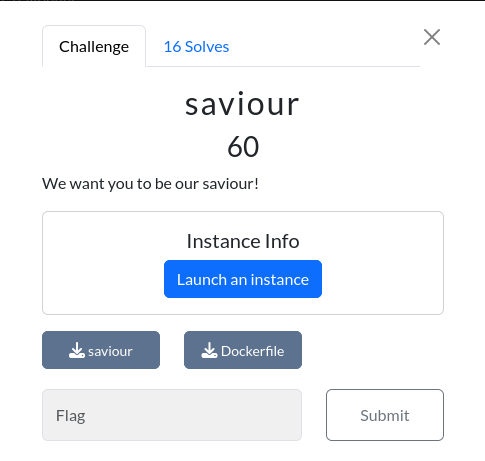 Challenge
16 Solves
saviour
60
We want you to be our saviour!
Instance Info
Launch an instance
saviour
Dockerfile
Flag
Submit